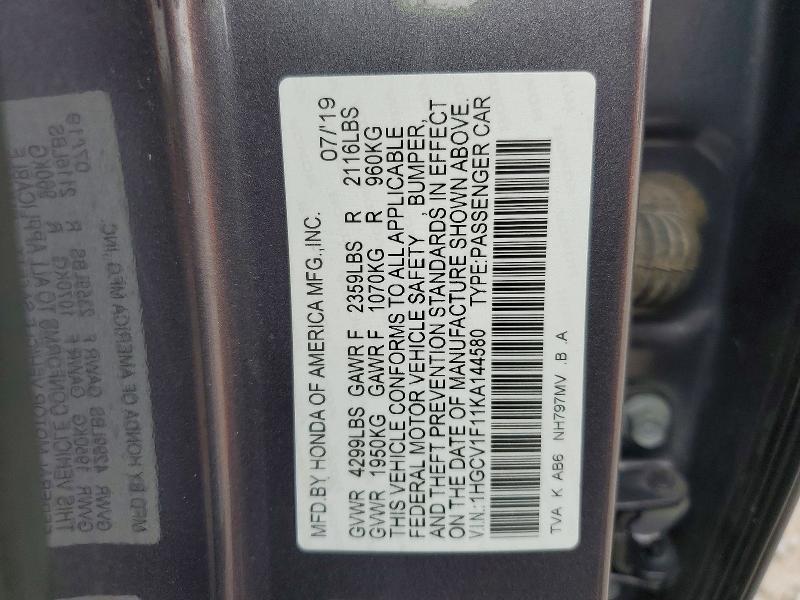 MFD.BY HONDA OF AMERICA MFG.,INC. 07/'19
GVWR 4299LBS GAWR F 2359LBS R 2116LBS
GVWR 1950KG GAWR F 1070KG R 960KG
THIS VEHICLE CONFORMS TO ALL APPLICABLE
FEDERAL MOTOR VEHICLE SAFETY , BUMPER,
AND THEFT PREVENTION STANDARDS IN EFFECT
ON THE DATE OF MANUFACTURE SHOWN ABOVE.
V.I.N.:1HGCV1F11KA144580 TYPE:PASSENGER CAR
TVA K AB6 NH797MV .B .A